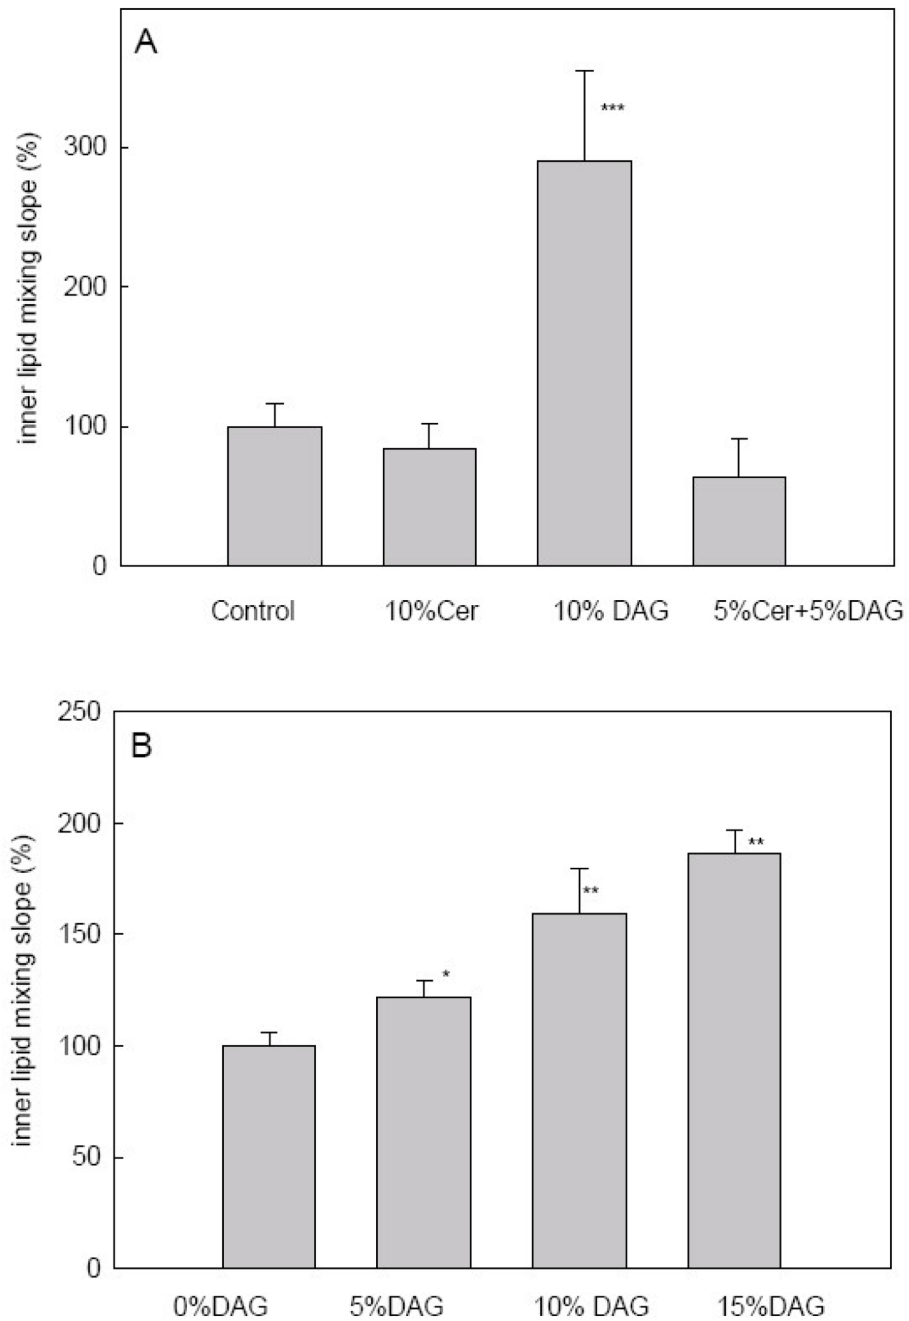 A
inner lipid mixing slope (%)
300
200
100
0
***
Control 10%Cer 10% DAG 5%Cer+5%DAG
B
inner lipid mixing slope (%)
250
200
150
100
50
0
* ** **
0%DAG 5%DAG 10% DAG 15%DAG